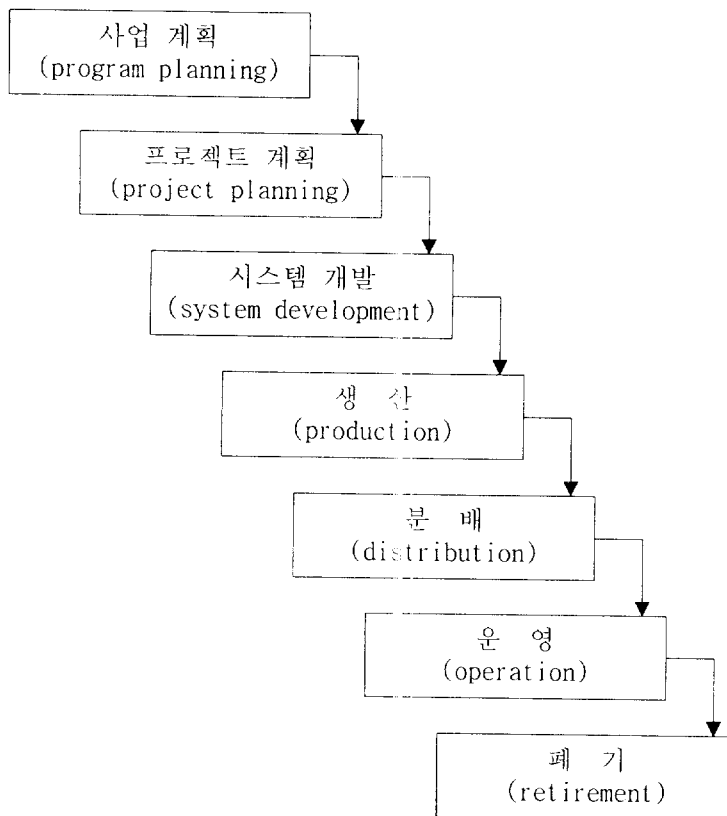 사업 계획
(program planning)
프로젝트 계획
(project planning)
시스템 개발
(system development)
생 산
(production)
분 배
(distribution)
운 영
(operation)
폐 기
(retirement)